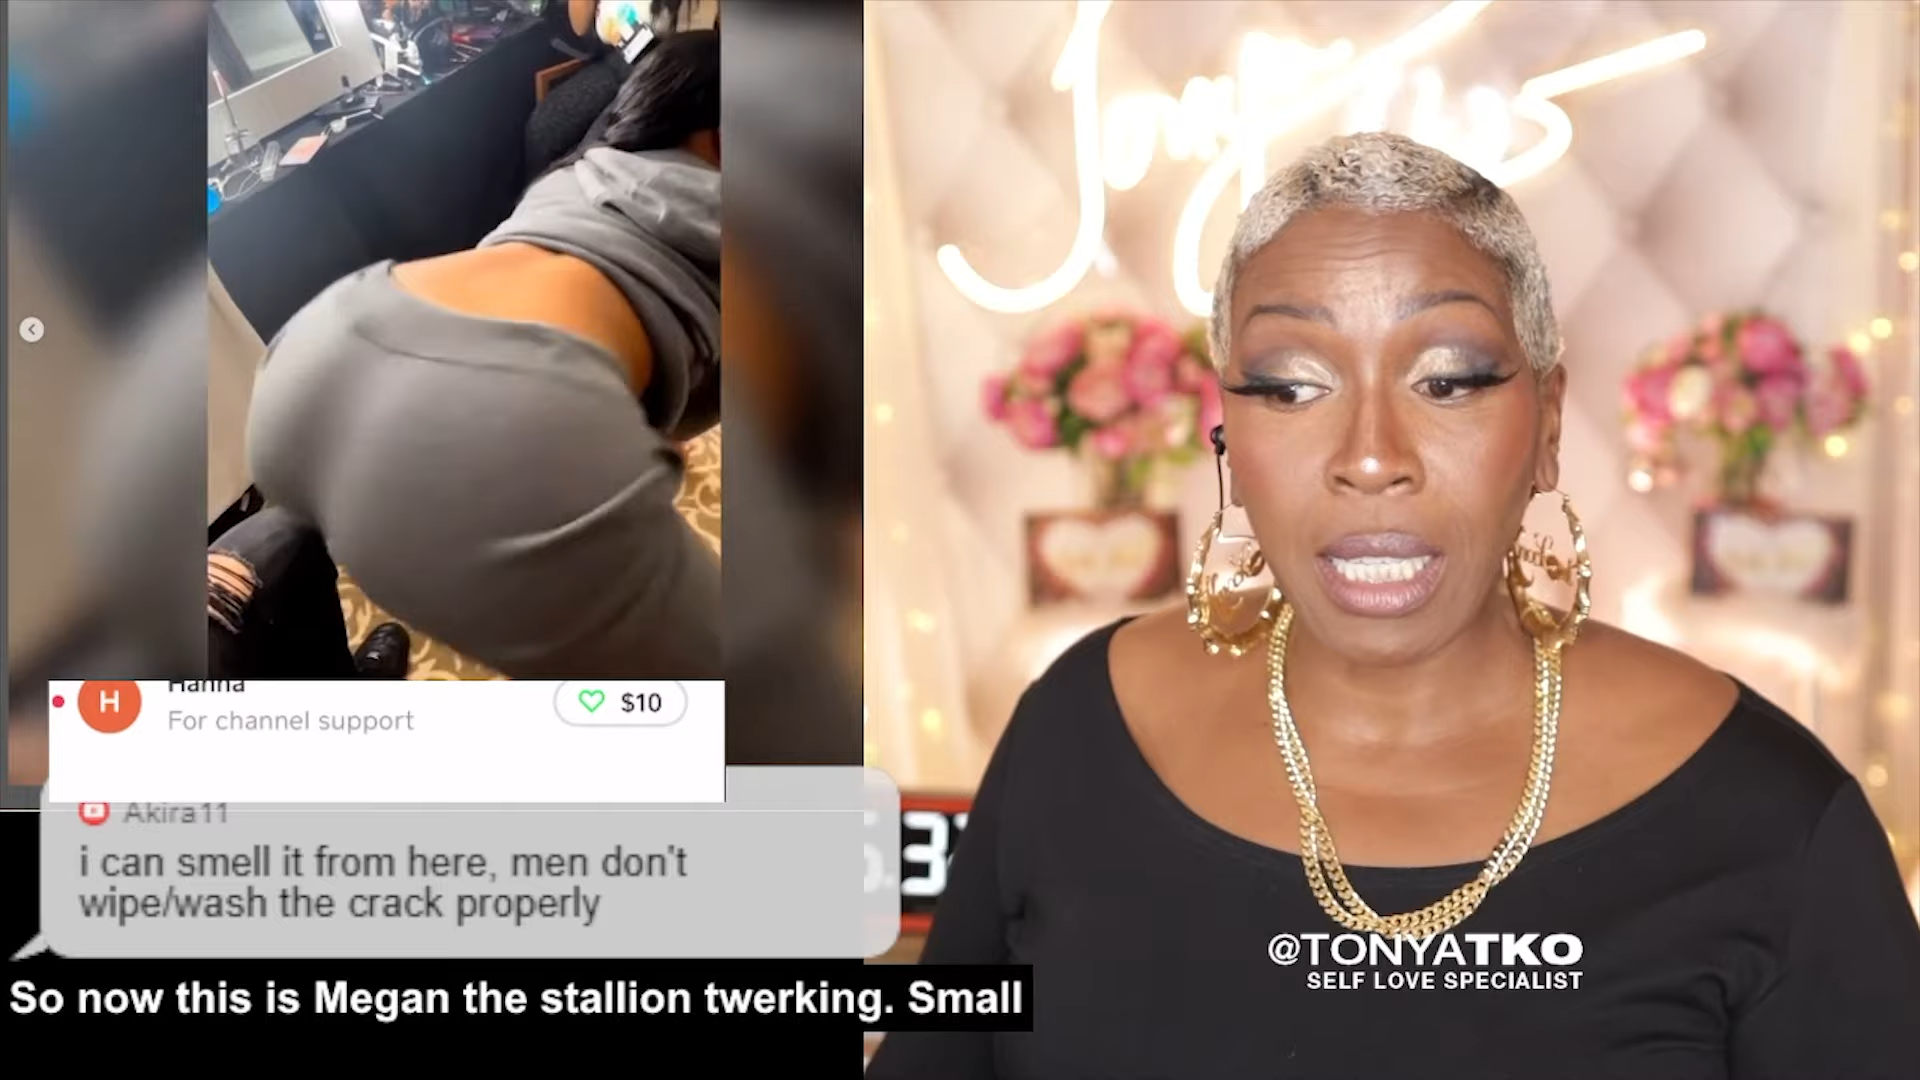 Hanna
H
$10
For channel support
Akira11
i can smell it from here, men don't
wipe/wash the crack properly
@TONYATKO
SELF LOVE SPECIALIST
So now this is Megan the stallion twerking. Small